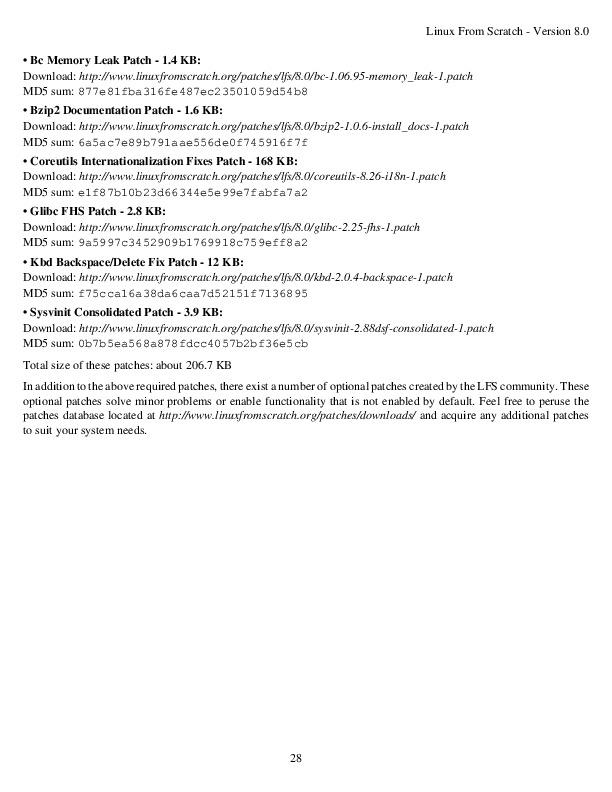 Linux From Scratch - Version 8.0
• Bc Memory Leak Patch - 1.4 KB:
Download: http://www.linuxfromscratch.org/patches/lfs/8.0/bc-1.06.95-memory_leak-1.patch
MD5 sum: 877e81fba316fe487ec23501059d54b8
• Bzip2 Documentation Patch - 1.6 KB:
Download: http://www.linuxfromscratch.org/patches/lfs/8.0/bzip2-1.0.6-install_docs-1.patch
MD5 sum: 6a5ac7e89b791aae556de0f745916f7f
• Coreutils Internationalization Fixes Patch - 168 KB:
Download: http://www.linuxfromscratch.org/patches/lfs/8.0/coreutils-8.26-i18n-1.patch
MD5 sum: e1f87b10b23d66344e5e99e7fabfa7a2
• Glibc FHS Patch - 2.8 KB:
Download: http://www.linuxfromscratch.org/patches/lfs/8.0/glibc-2.25-fhs-1.patch
MD5 sum: 9a5997c3452909b1769918c759eff8a2
• Kbd Backspace/Delete Fix Patch - 12 KB:
Download: http://www.linuxfromscratch.org/patches/lfs/8.0/kbd-2.0.4-backspace-1.patch
MD5 sum: f75cca16a38da6caa7d52151f7136895
• Sysvinit Consolidated Patch - 3.9 KB:
Download: http://www.linuxfromscratch.org/patches/lfs/8.0/sysvinit-2.88dsf-consolidated-1.patch
MD5 sum: 0b7b5ea568a878fdcc4057b2bf36e5cb
Total size of these patches: about 206.7 KB
In addition to the above required patches, there exist a number of optional patches created by the LFS community. These
optional patches solve minor problems or enable functionality that is not enabled by default. Feel free to peruse the
patches database located at http://www.linuxfromscratch.org/patches/downloads/ and acquire any additional patches
to suit your system needs.
28